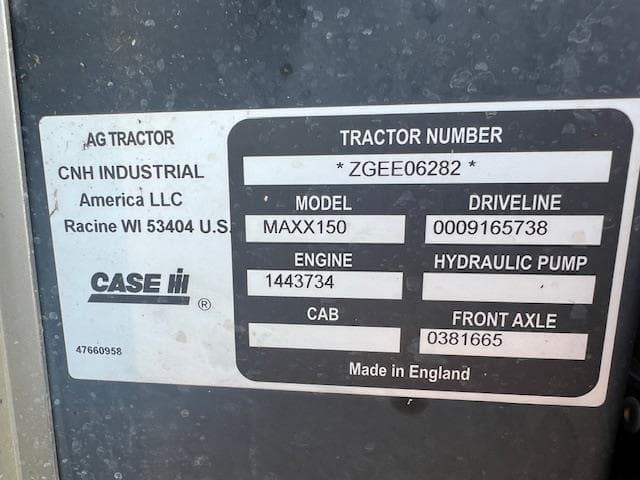 AG TRACTOR
CNH INDUSTRIAL
America LLC
Racine WI 53404 U.S.
CASE IH ®
47660958
TRACTOR NUMBER
* ZGEE06282 *
MODEL
MAXX150
DRIVELINE
0009165738
ENGINE
1443734
HYDRAULIC PUMP
CAB
FRONT AXLE
0381665
Made in England